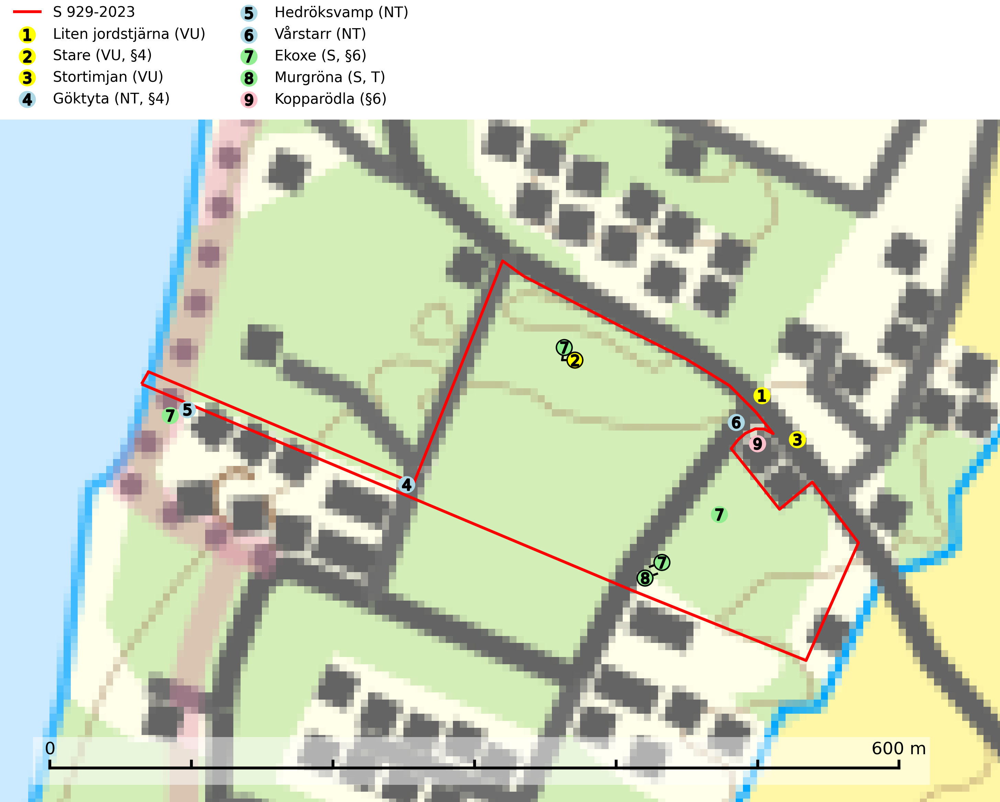 S 929-2023
1 Liten jordstjärna (VU)
2 Stare (VU, §4)
3 Stortimjan (VU)
4 Göktyta (NT, §4)
5 Hedröksvamp (NT)
6 Vårstarr (NT)
7 Ekoxe (S, §6)
8 Murgröna (S, T)
9 Kopparödla (§6)
7
2
1
5
7
6
3
9
4
7
7
8
0
600 m